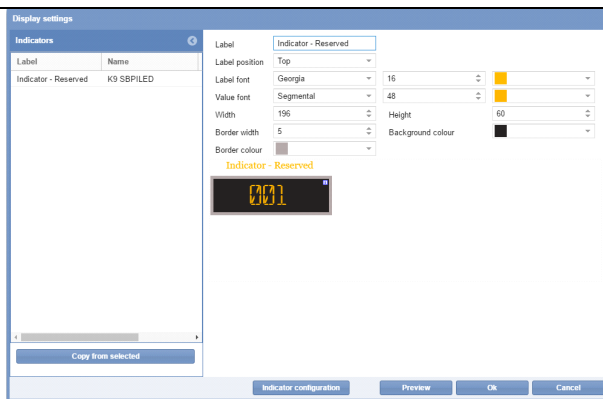 Display settings
Indicators
Label Name
Indicator - Reserved K9 SBPILED
Copy from selected
Label Indicator - Reserved
Label position Top
Label font Georgia 16
Value font Segmental 48
Width 196 Height 60
Border width 5 Background colour
Border colour
Indicator - Reserved
001
Indicator configuration Preview Ok Cancel